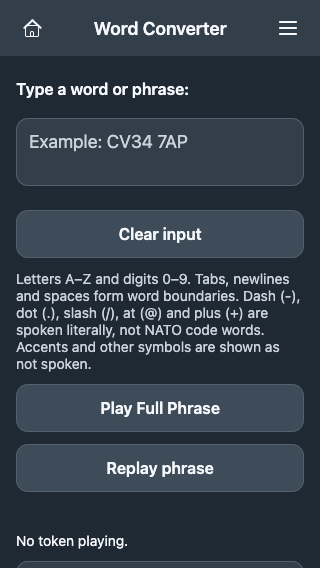 Word Converter
Type a word or phrase:
Example: CV34 7AP
Clear input
Letters A–Z and digits 0–9. Tabs, newlines
and spaces form word boundaries. Dash (-),
dot (.), slash (/), at (@) and plus (+) are
spoken literally, not NATO code words.
Accents and other symbols are shown as
not spoken.
Play Full Phrase
Replay phrase
No token playing.